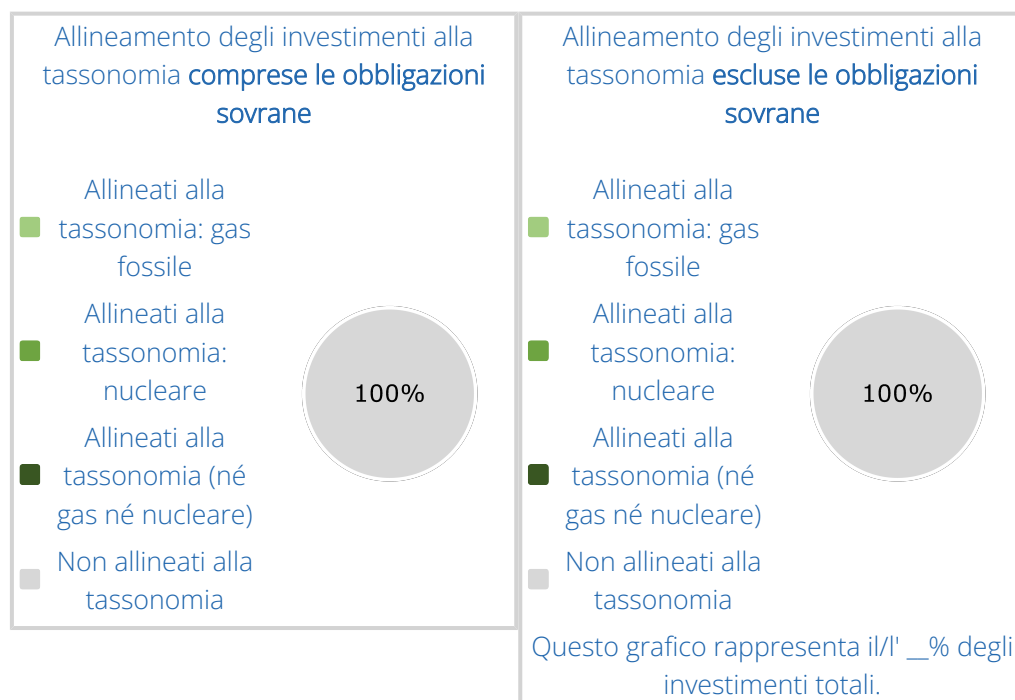 Allineamento degli investimenti alla
tassonomia comprese le obbligazioni
sovrane
Allineati alla
tassonomia: gas
fossile
Allineati alla
tassonomia:
nucleare
Allineati alla
tassonomia (né
gas né nucleare)
Non allineati alla
tassonomia
100%
Allineamento degli investimenti alla
tassonomia escluse le obbligazioni
sovrane
Allineati alla
tassonomia: gas
fossile
Allineati alla
tassonomia:
nucleare
Allineati alla
tassonomia (né
gas né nucleare)
Non allineati alla
tassonomia
100%
Questo grafico rappresenta il/l' __% degli
investimenti totali.